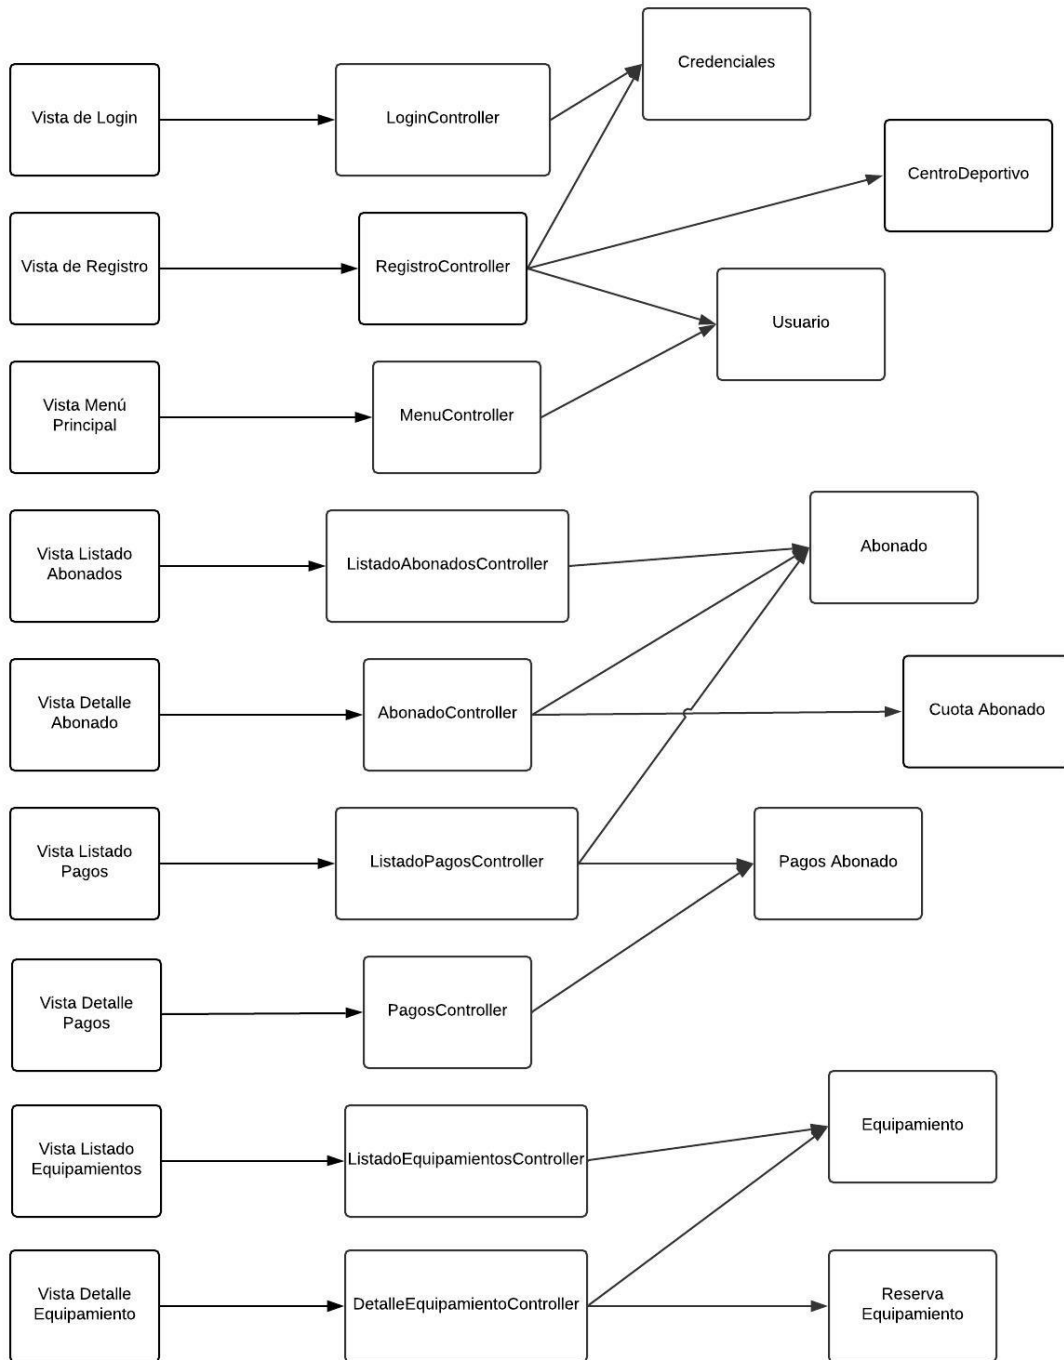 Credenciales
Vista de Login
LoginController
CentroDeportivo
Vista de Registro
RegistroController
Usuario
Vista Menú
Principal
MenuController
Vista Listado
Abonados
ListadoAbonadosController
Abonado
Vista Detalle
Abonado
AbonadoController
Cuota Abonado
Vista Listado
Pagos
ListadoPagosController
Pagos Abonado
Vista Detalle
Pagos
PagosController
Equipamiento
Vista Listado
Equipamientos
ListadoEquipamientosController
Vista Detalle
Equipamiento
DetalleEquipamientoController
Reserva
Equipamiento